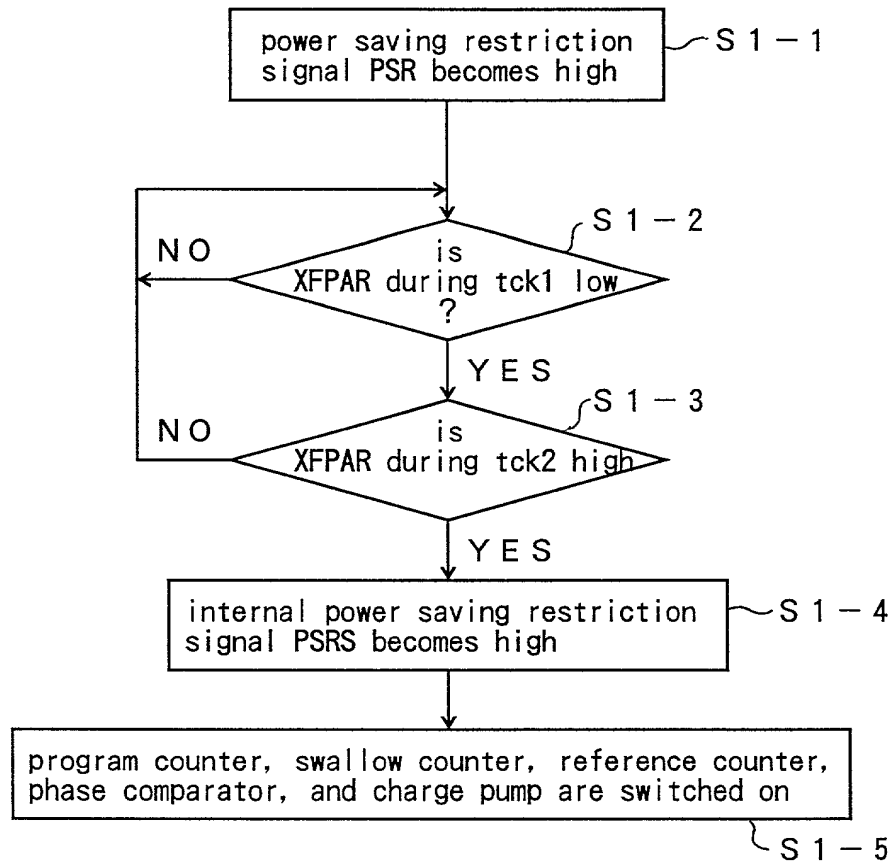 power saving restriction
signal PSR becomes high
S1-1
S1-2
NO
is
XFPAR during tck1 low
?
YES
S1-3
NO
is
XFPAR during tck2 high
YES
internal power saving restriction
signal PSRS becomes high
S1-4
program counter, swallow counter, reference counter,
phase comparator, and charge pump are switched on
S1-5